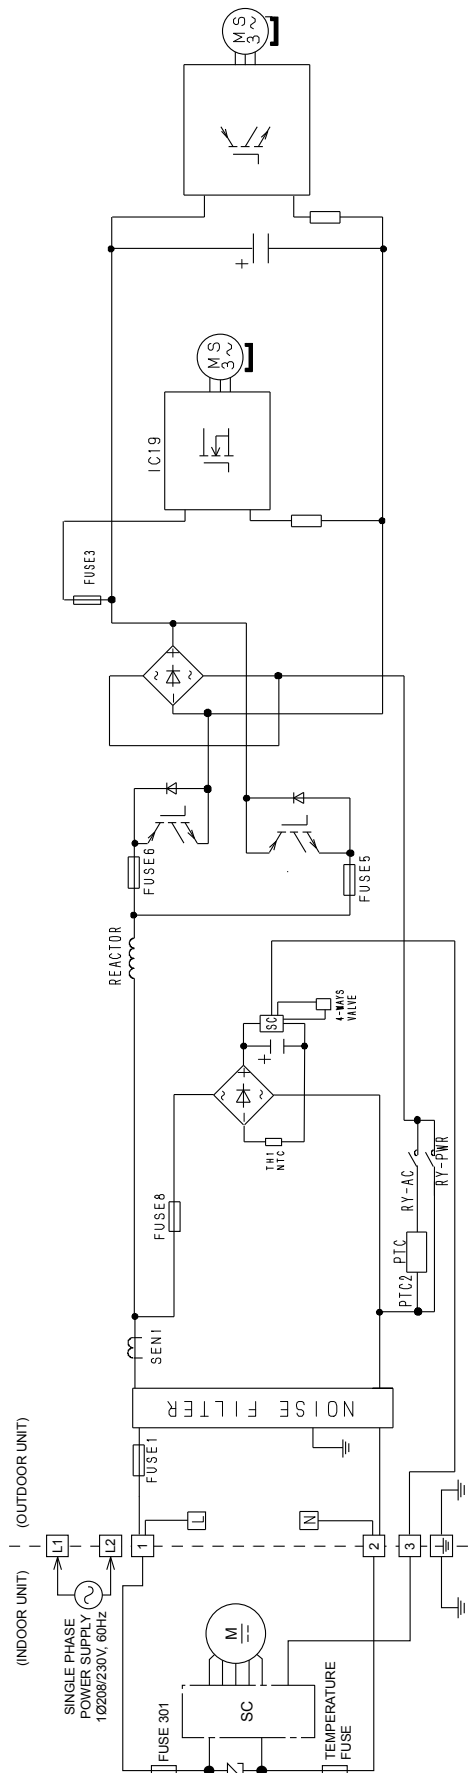 (INDOOR UNIT)
(OUTDOOR UNIT)
SINGLE PHASE
POWER SUPPLY
1Ø208/230V, 60Hz
L1
L2
1
L
N
2
3
FUSE 301
SC
M
TEMPERATURE
FUSE
FUSE1
NOISE FILTER
SEN1
FUSE8
TH1
NTC
+
~
~
+
SC
4-WAYS
VALVE
PTC2
PTC
RY-AC
RY-PWR
REACTOR
FUSE6
FUSE5
~
~
+
FUSE3
IC19
M S
3~
+
M S
3~